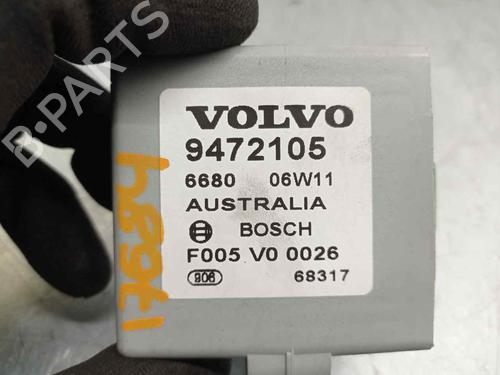 VOLVO
9472105
6680 06W11
AUSTRALIA
BOSCH
F005 V0 0026
906 68317
B-PARTS